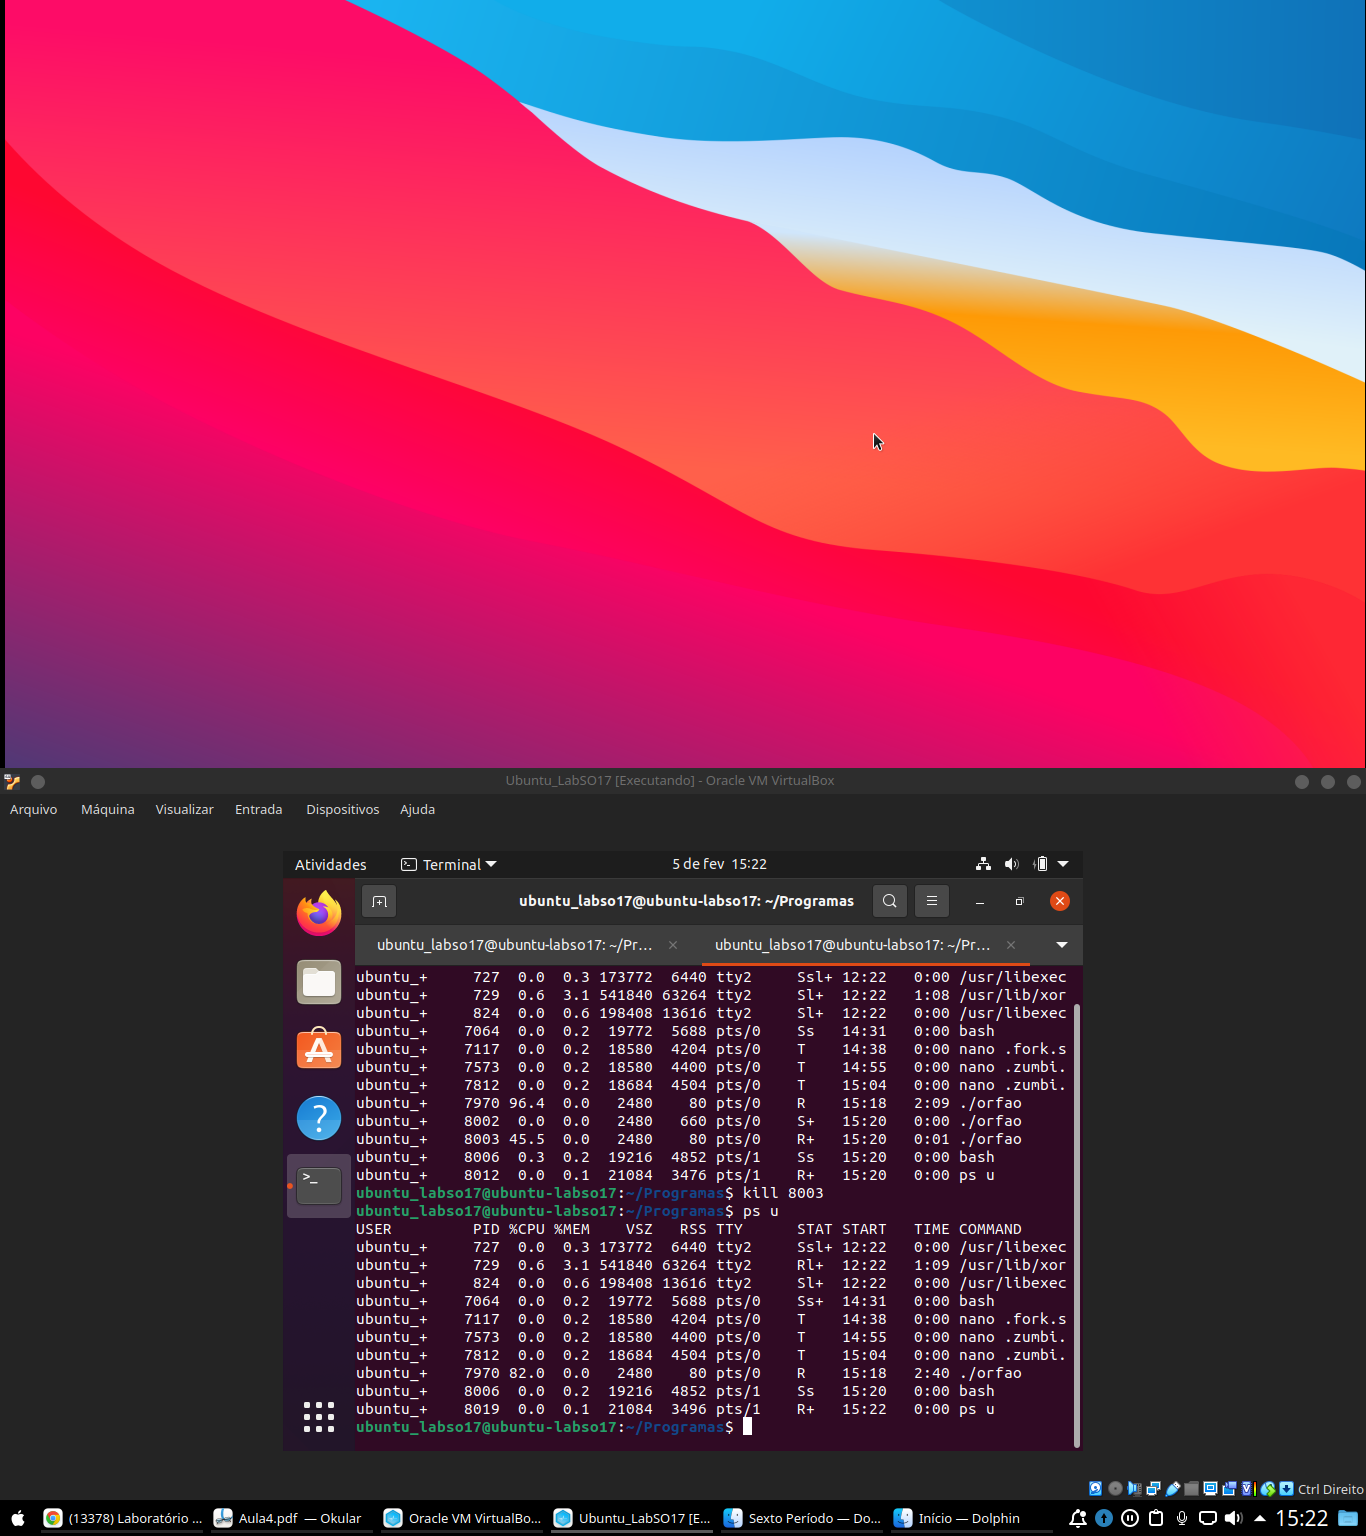 Ubuntu_LabSO17 [Executando] - Oracle VM VirtualBox
Arquivo Máquina Visualizar Entrada Dispositivos Ajuda
Atividades Terminal 5 de fev 15:22
ubuntu_labso17@ubuntu-labso17: ~/Programas
ubuntu_labso17@ubuntu-labso17: ~/Pr... ubuntu_labso17@ubuntu-labso17: ~/Pr...
ubuntu_+ 727 0.0 0.3 173772 6440 tty2 Ssl+ 12:22 0:00 /usr/libexec
ubuntu_+ 729 0.6 3.1 541840 63264 tty2 Sl+ 12:22 1:08 /usr/lib/xor
ubuntu_+ 824 0.0 0.6 198408 13616 tty2 Sl+ 12:22 0:00 /usr/libexec
ubuntu_+ 7064 0.0 0.2 19772 5688 pts/0 Ss 14:31 0:00 bash
ubuntu_+ 7117 0.0 0.2 18580 4204 pts/0 T 14:38 0:00 nano .fork.s
ubuntu_+ 7573 0.0 0.2 18580 4400 pts/0 T 14:55 0:00 nano .zumbi.
ubuntu_+ 7812 0.0 0.2 18684 4504 pts/0 T 15:04 0:00 nano .zumbi.
ubuntu_+ 7970 96.4 0.0 2480 80 pts/0 R 15:18 2:09 ./orfao
ubuntu_+ 8002 0.0 0.0 2480 660 pts/0 S+ 15:20 0:00 ./orfao
ubuntu_+ 8003 45.5 0.0 2480 80 pts/0 R+ 15:20 0:01 ./orfao
ubuntu_+ 8006 0.3 0.2 19216 4852 pts/1 Ss 15:20 0:00 bash
ubuntu_+ 8012 0.0 0.1 21084 3476 pts/1 R+ 15:20 0:00 ps u
ubuntu_labso17@ubuntu-labso17:~/Programas$ kill 8003
ubuntu_labso17@ubuntu-labso17:~/Programas$ ps u
USER PID %CPU %MEM VSZ RSS TTY STAT START TIME COMMAND
ubuntu_+ 727 0.0 0.3 173772 6440 tty2 Ssl+ 12:22 0:00 /usr/libexec
ubuntu_+ 729 0.6 3.1 541840 63264 tty2 Rl+ 12:22 1:09 /usr/lib/xor
ubuntu_+ 824 0.0 0.6 198408 13616 tty2 Sl+ 12:22 0:00 /usr/libexec
ubuntu_+ 7064 0.0 0.2 19772 5688 pts/0 Ss+ 14:31 0:00 bash
ubuntu_+ 7117 0.0 0.2 18580 4204 pts/0 T 14:38 0:00 nano .fork.s
ubuntu_+ 7573 0.0 0.2 18580 4400 pts/0 T 14:55 0:00 nano .zumbi.
ubuntu_+ 7812 0.0 0.2 18684 4504 pts/0 T 15:04 0:00 nano .zumbi.
ubuntu_+ 7970 82.0 0.0 2480 80 pts/0 R 15:18 2:40 ./orfao
ubuntu_+ 8006 0.0 0.2 19216 4852 pts/1 Ss 15:20 0:00 bash
ubuntu_+ 8019 0.0 0.1 21084 3496 pts/1 R+ 15:22 0:00 ps u
ubuntu_labso17@ubuntu-labso17:~/Programas$
Ctrl Direito
(13378) Laboratório ... Aula4.pdf — Okular Oracle VM VirtualBo... Ubuntu_LabSO17 [E... Sexto Período — Do... Início — Dolphin 15:22